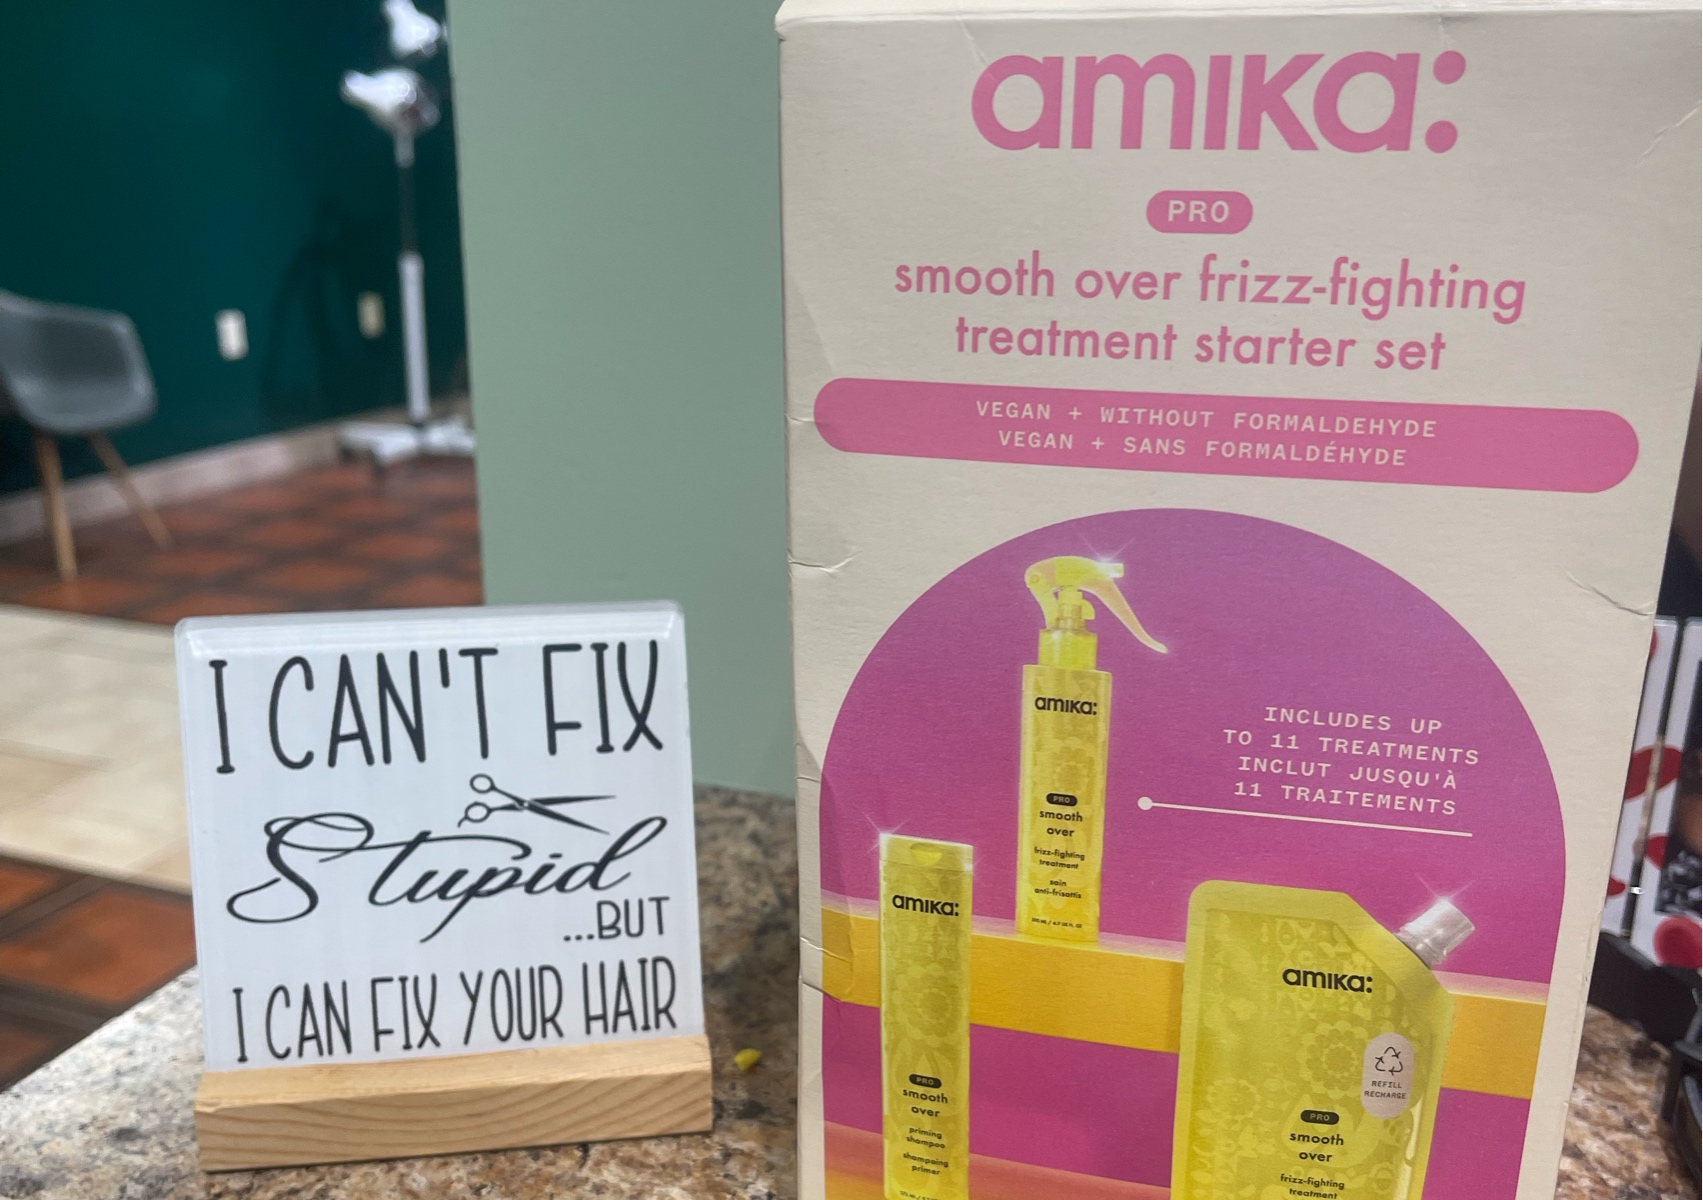 I CAN'T FIX
Stupid
...BUT
I CAN FIX YOUR HAIR
amika:
PRO
smooth over frizz-fighting
treatment starter set
VEGAN + WITHOUT FORMALDEHYDE
VEGAN + SANS FORMALDÉHYDE
INCLUDES UP
TO 11 TREATMENTS
INCLUT JUSQU'À
11 TRAITEMENTS
amika:
PRO
smooth
over
frizz-fighting
treatment
soin
anti-frisottis
amika:
PRO
smooth
over
priming
shampoo
shampoing
primer
amika:
REFILL
RECHARGE
PRO
smooth
over
frizz-fighting
treatment